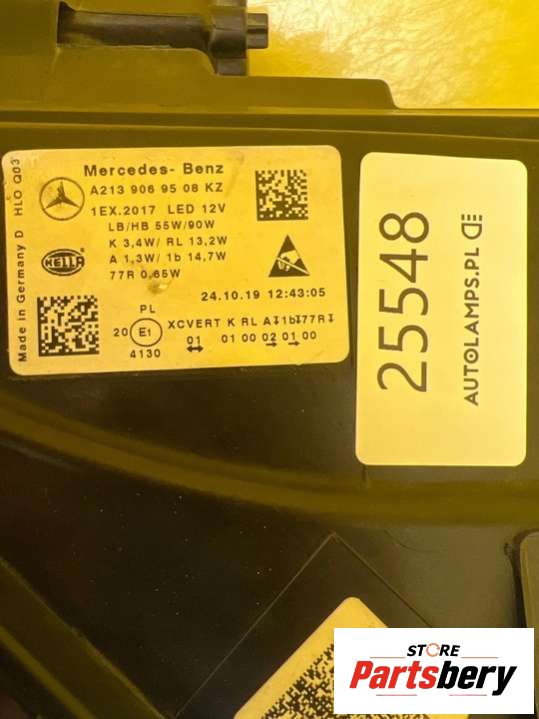 Mercedes-Benz
A213 906 95 08 KZ
1EX.2017 LED 12V
LB/HB 55W/90W
K 3,4W/ RL 13,2W
A 1,3W/ 1b 14,7W
77R 0,65W
24.10.19 12:43:05
PL
20 E1 XCVERT K RL A↧1b↧77R↧
4130 01 01 00 02 01 00
Made in Germany D HLO Q03
HELLA
25548
AUTOLAMPS.PL
STORE
Partsbery